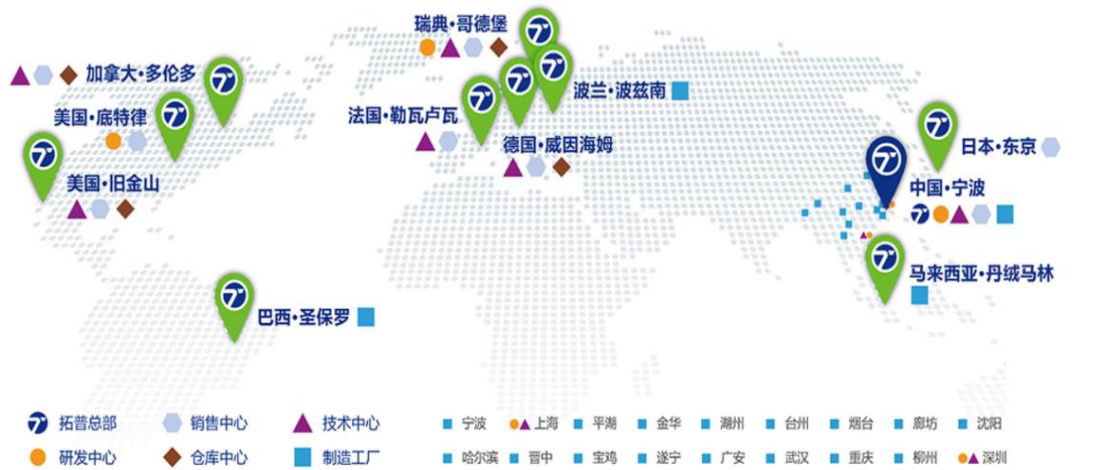 瑞典·哥德堡
加拿大·多伦多
美国·底特律
法国·勒瓦卢瓦
波兰·波兹南
德国·威因海姆
日本·东京
美国·旧金山
中国·宁波
马来西亚·丹绒马林
巴西·圣保罗
拓普总部 销售中心 技术中心
研发中心 仓库中心 制造工厂
宁波 上海 平湖 金华 湖州 台州 烟台 廊坊 沈阳
哈尔滨 晋中 宝鸡 遂宁 广安 武汉 重庆 柳州 深圳